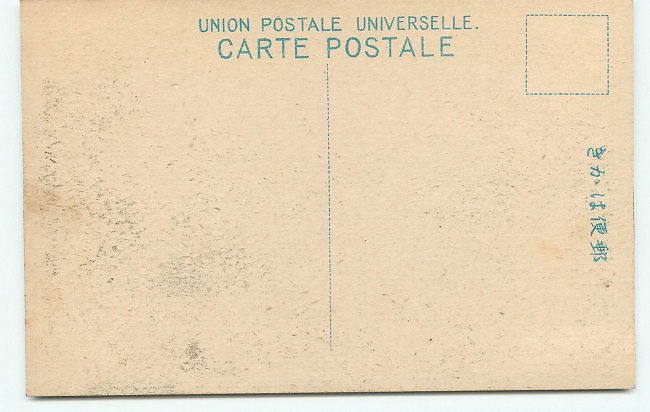 UNION POSTALE UNIVERSELLE.
CARTE POSTALE
郵便はかき